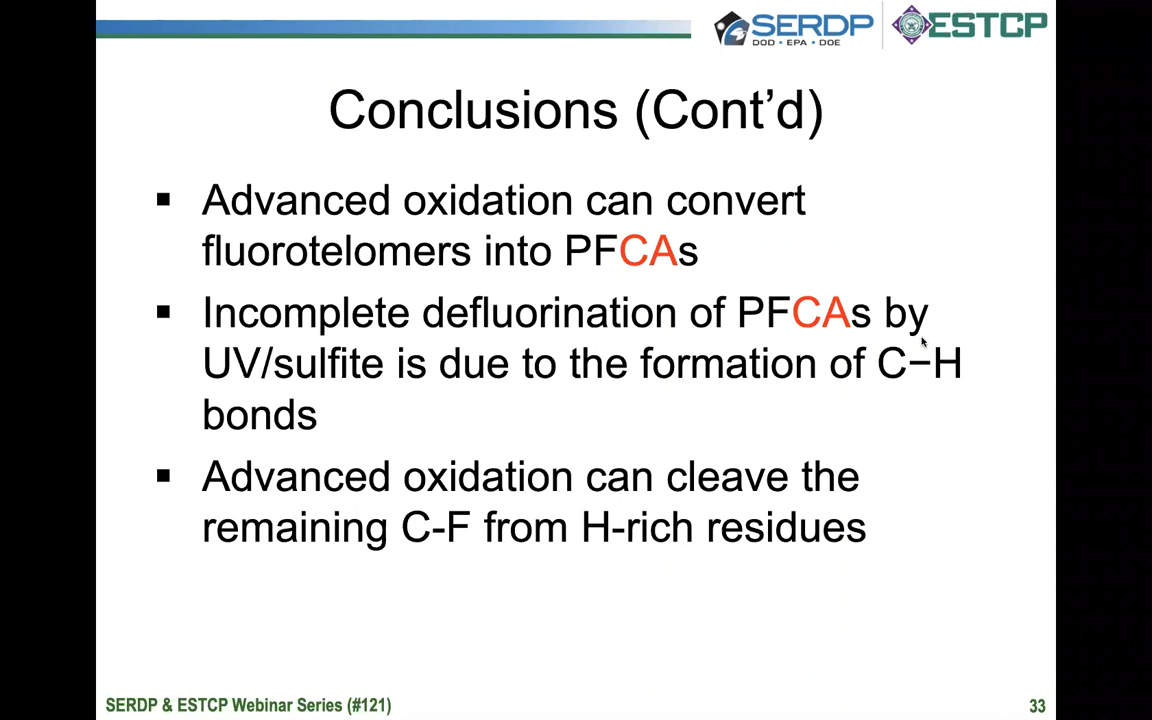 SERDP
DOD • EPA • DOE
ESTCP
Conclusions (Cont’d)
▪ Advanced oxidation can convert
fluorotelomers into PFCAs
▪ Incomplete defluorination of PFCAs by
UV/sulfite is due to the formation of C−H
bonds
▪ Advanced oxidation can cleave the
remaining C-F from H-rich residues
SERDP & ESTCP Webinar Series (#121)
33